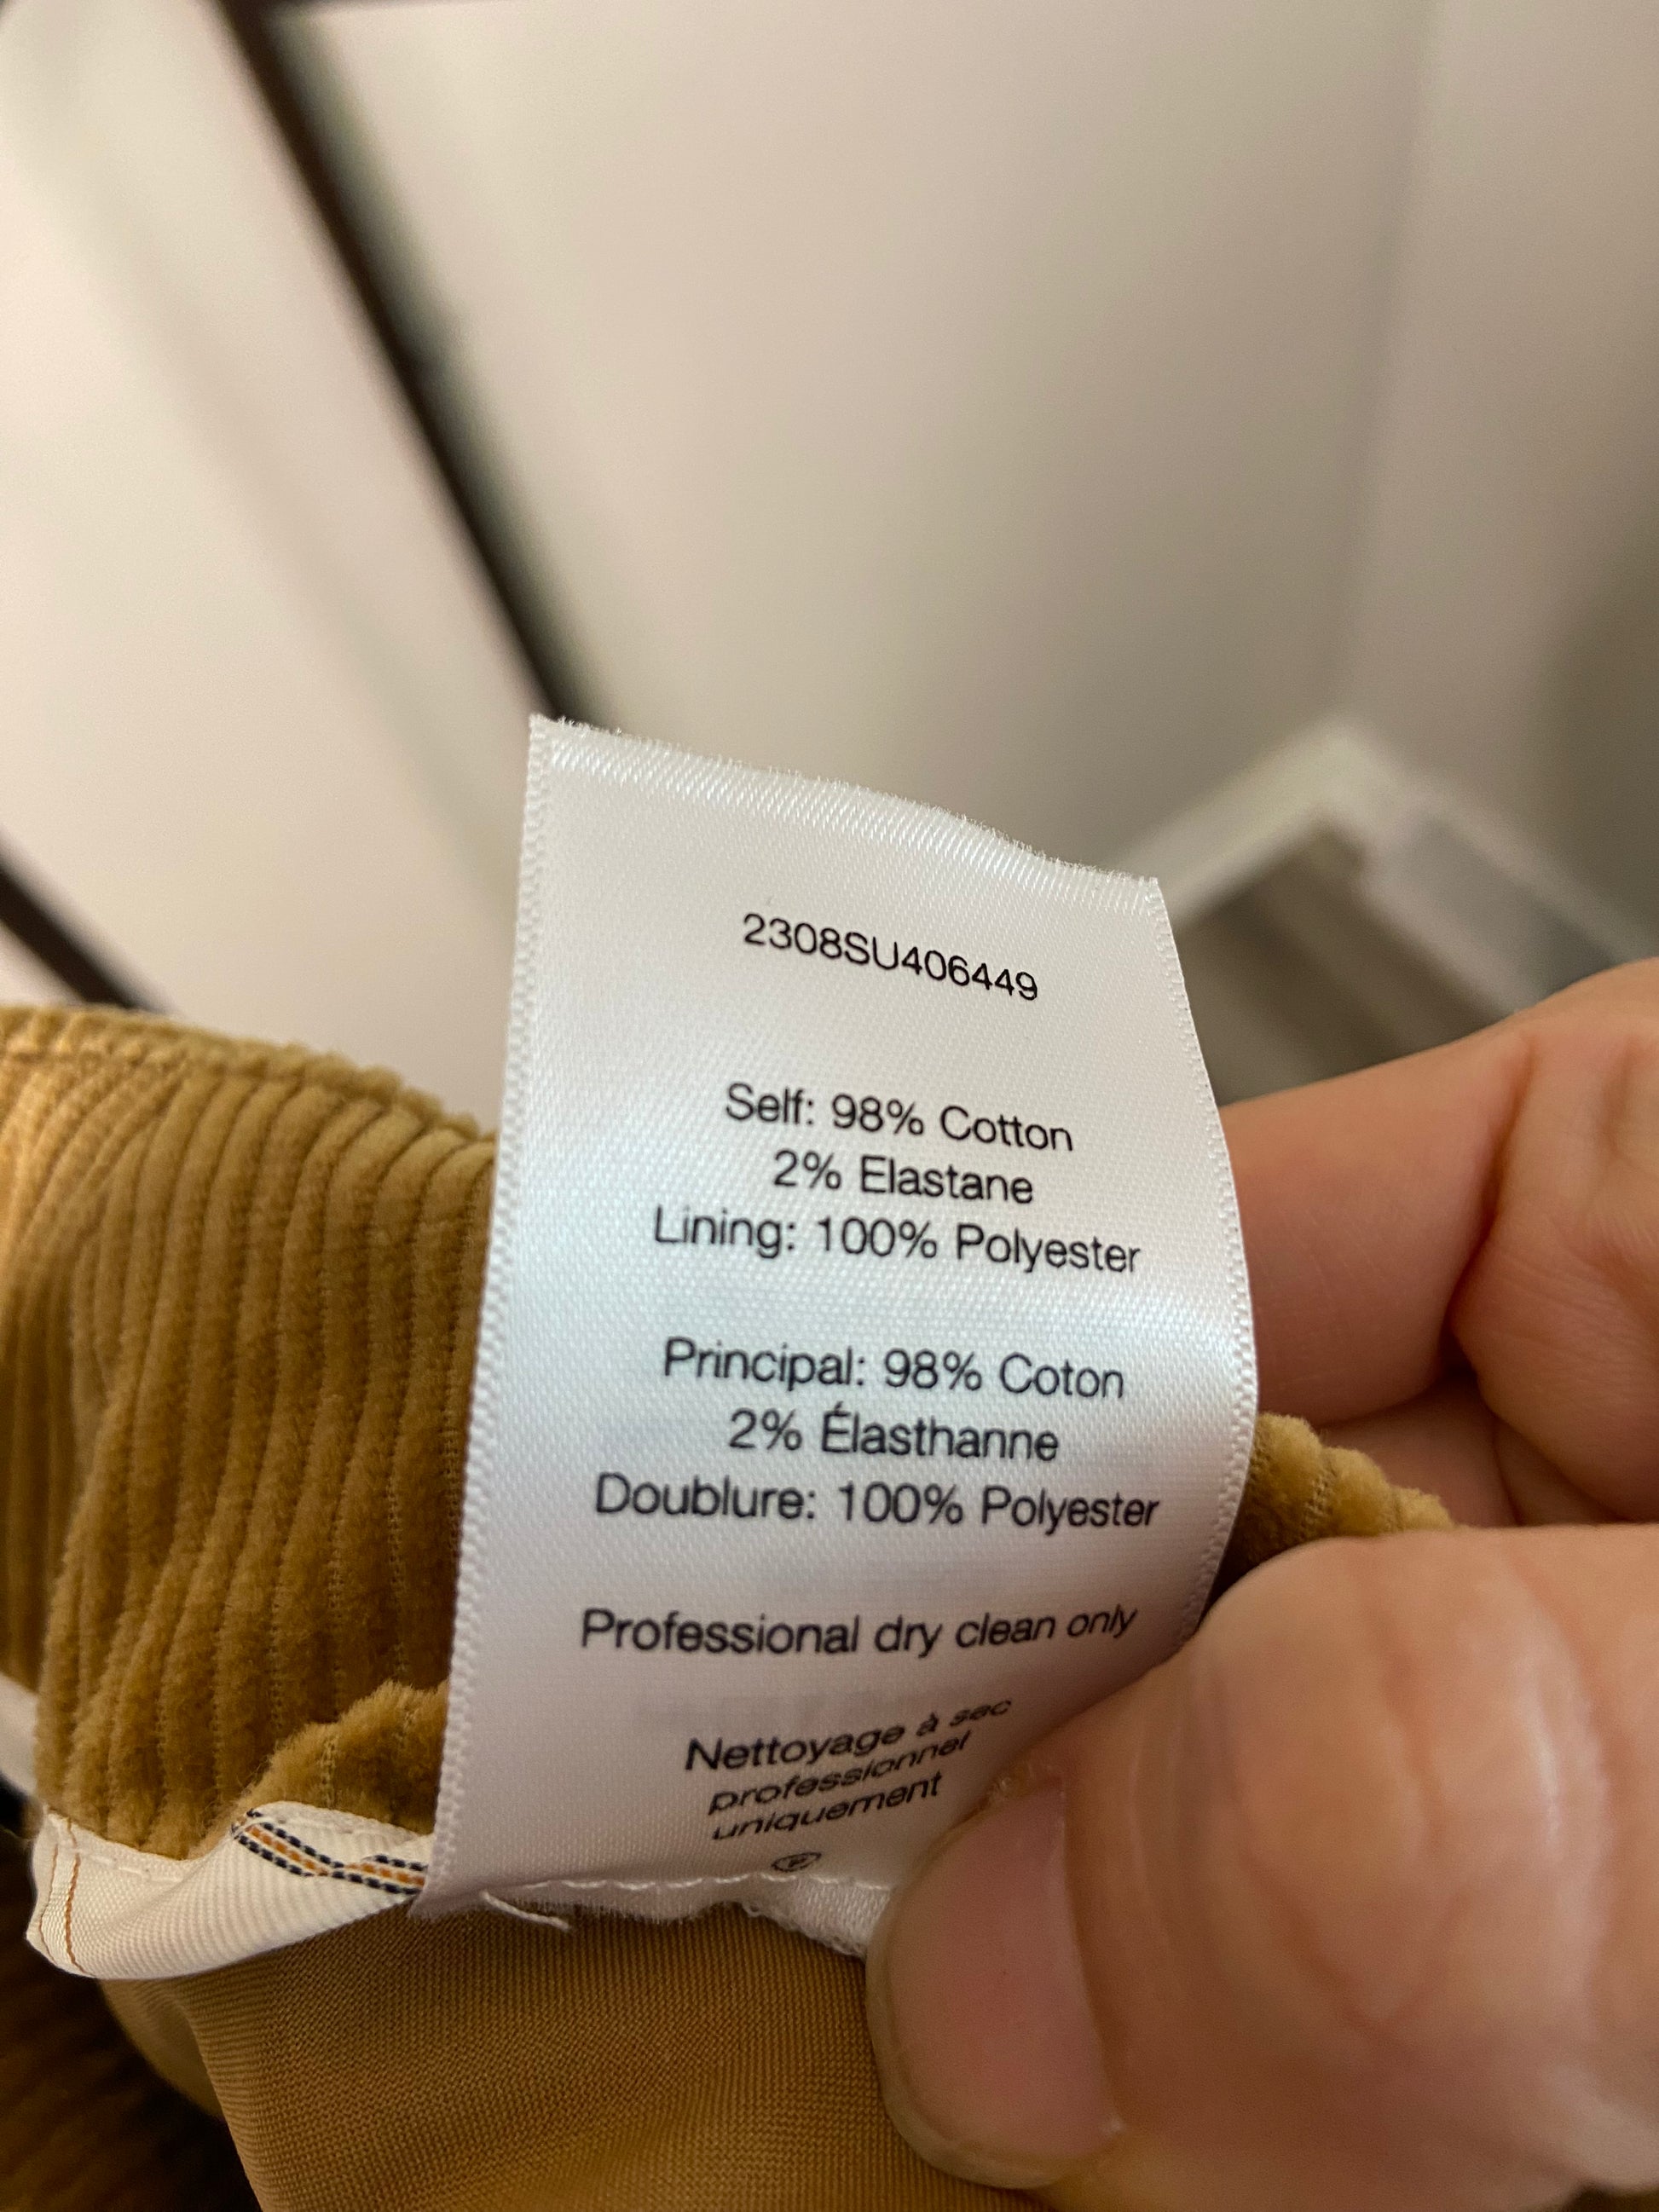 2308SU406449
Self: 98% Cotton
2% Elastane
Lining: 100% Polyester
Principal: 98% Coton
2% Élasthanne
Doublure: 100% Polyester
Professional dry clean only
Nettoyage à sec
professionnel
uniquement